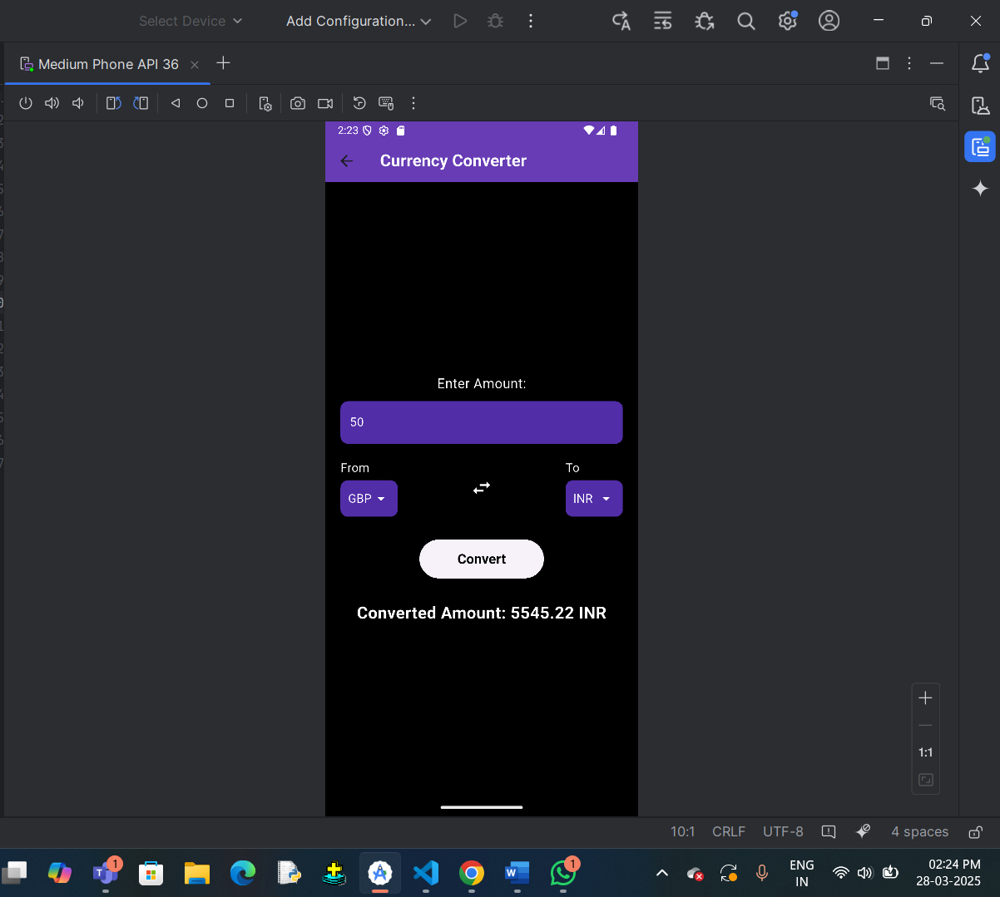 Select Device
Add Configuration...
Medium Phone API 36
2:23
Currency Converter
Enter Amount:
50
From
To
GBP
INR
Convert
Converted Amount: 5545.22 INR
1:1
10:1 CRLF UTF-8 4 spaces
1
1
ENG
IN
02:24 PM
28-03-2025